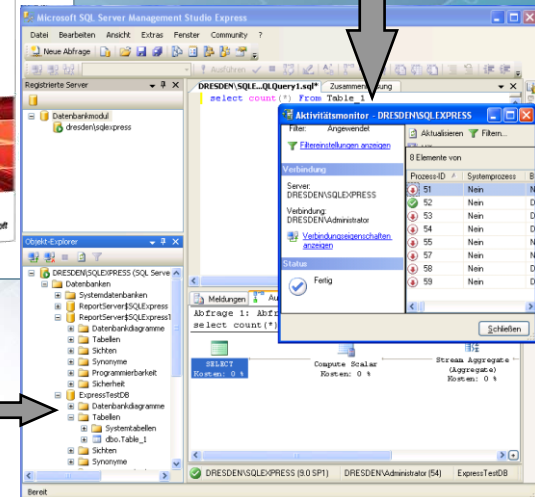 Microsoft SQL Server Management Studio Express
Datei Bearbeiten Ansicht Extras Fenster Community ?
Neue Abfrage
Registrierte Server
Datenbankmodul
dresden\sqlexpress
DRESDEN\SQLE...QLQuery1.sql*
select count(*) From Table_1
Aktivitätsmonitor - DRESDEN\SQLEXPRESS
Filter: Angewendet
Filtereinstellungen anzeigen
Verbindung
Server:
DRESDEN\SQLEXPRESS
Verbindung:
DRESDEN\Administrator
Verbindungseigenschaften anzeigen
Status
Fertig
Aktualisieren Filtern...
8 Elemente von
Prozess-ID Systemprozess B
51 Nein N
52 Nein D
53 Nein D
54 Nein D
55 Nein N
57 Nein N
58 Nein D
59 Nein D
Schließen
Objekt-Explorer
DRESDEN\SQLEXPRESS (SQL Serve
Datenbanken
Systemdatenbanken
ReportServer$SQLExpress
ReportServer$SQLExpressT
Datenbankdiagramme
Tabellen
Sichten
Synonyme
Programmierbarkeit
Sicherheit
ExpressTestDB
Datenbankdiagramme
Tabellen
Systemtabellen
dbo.Table_1
Sichten
Synonyme
Meldungen Au
Abfrage 1: Abfr
select count(*)
SELECT
Kosten: 0 %
Compute Scalar
Kosten: 0 %
Stream Aggregate
(Aggregate)
Kosten: 0 %
DRESDEN\SQLEXPRESS (9.0 SP1) DRESDEN\Administrator (54) ExpressTestDB
Bereit